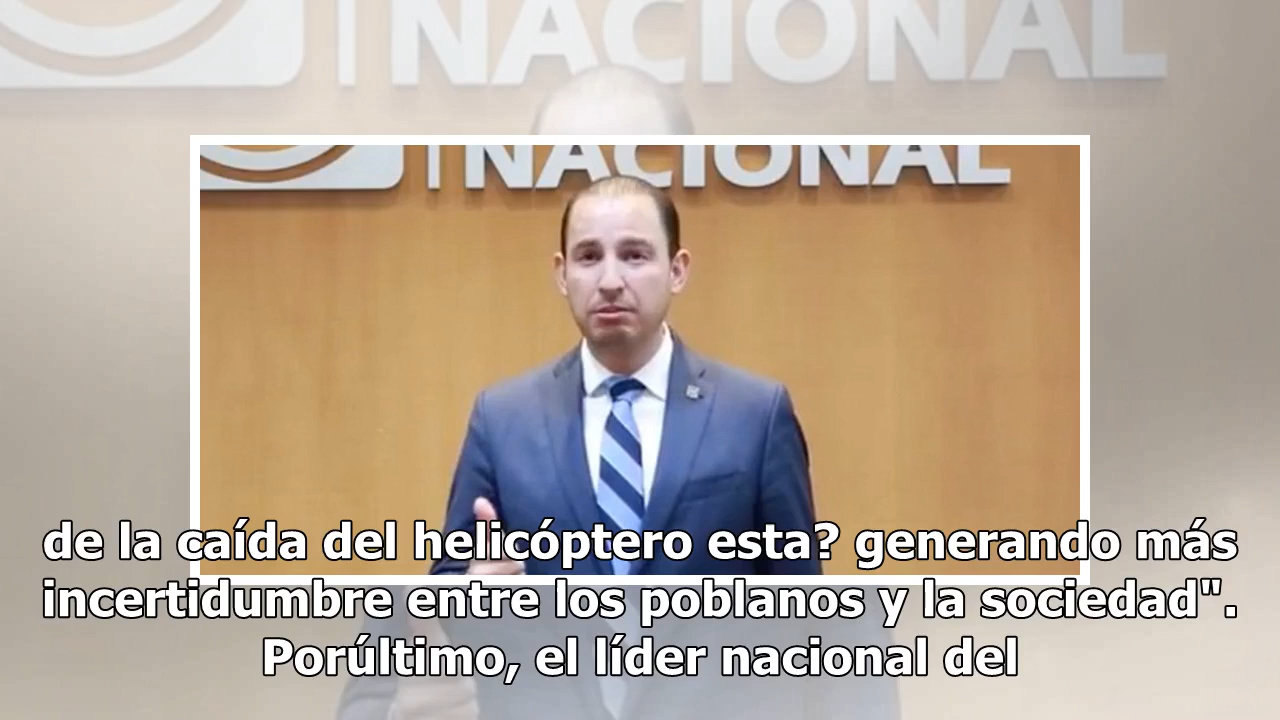 NACIONAL
NACIONAL
de la caída del helicóptero esta? generando más
incertidumbre entre los poblanos y la sociedad".
Porúltimo, el líder nacional del